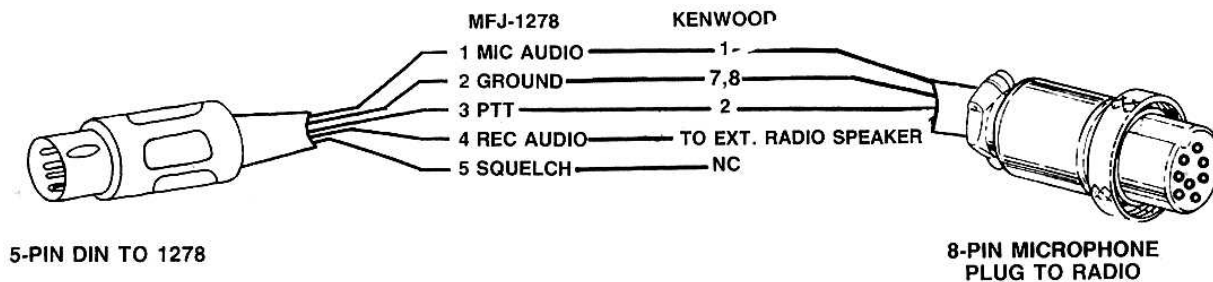 MFJ-1278 KENWOOD
1 MIC AUDIO 1-
2 GROUND 7,8
3 PTT 2
4 REC AUDIO TO EXT. RADIO SPEAKER
5 SQUELCH NC
5-PIN DIN TO 1278
8-PIN MICROPHONE
PLUG TO RADIO